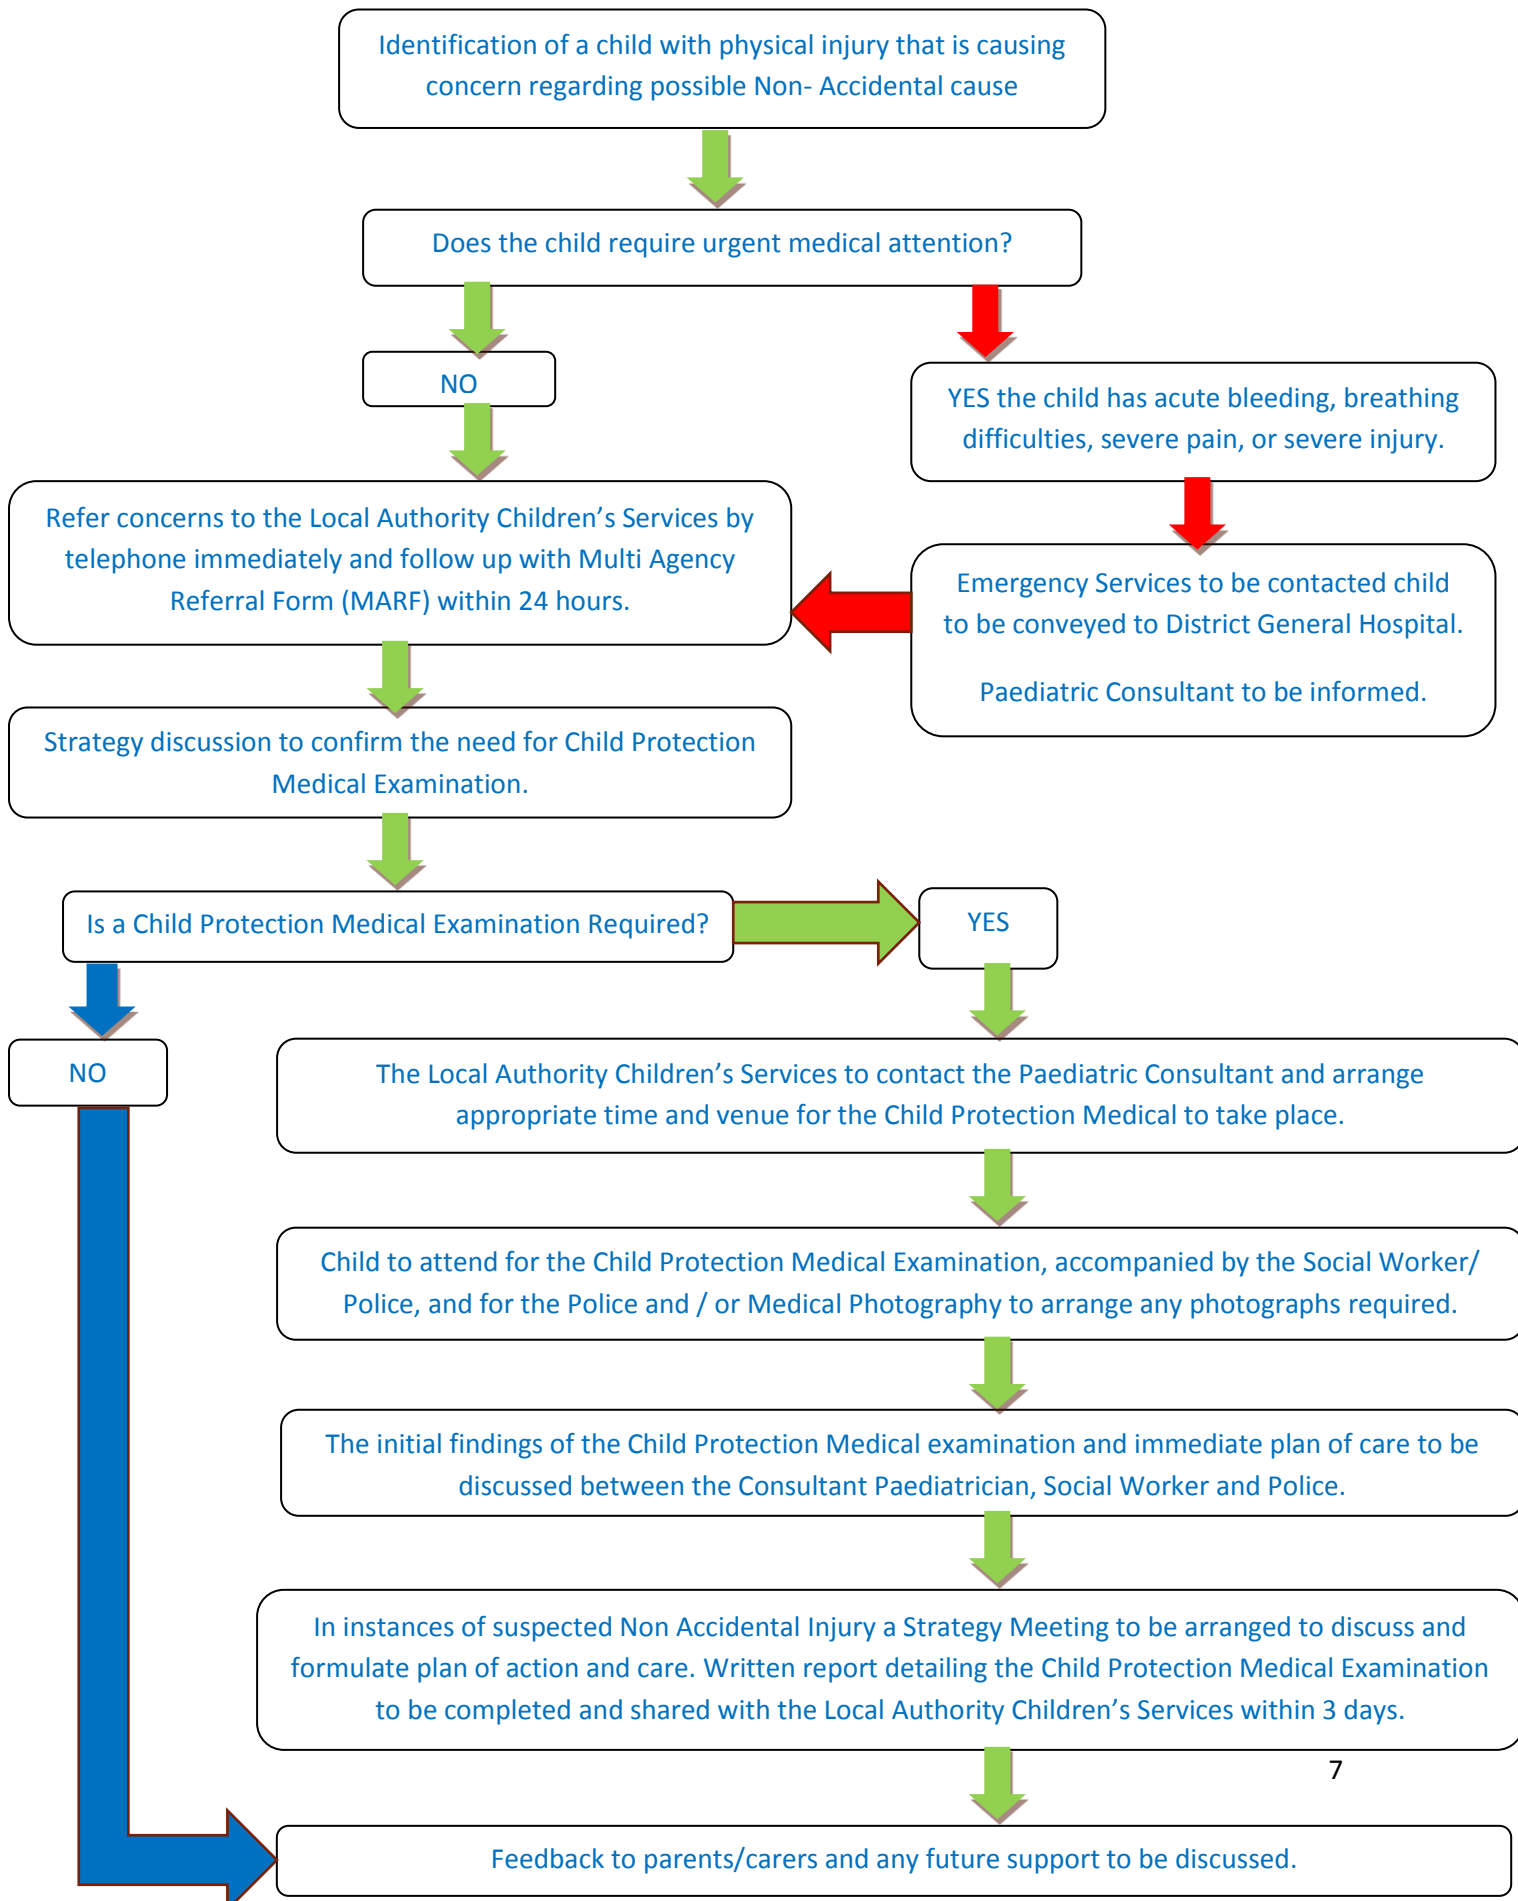 Identification of a child with physical injury that is causing
concern regarding possible Non- Accidental cause
Does the child require urgent medical attention?
NO
YES the child has acute bleeding, breathing
difficulties, severe pain, or severe injury.
Refer concerns to the Local Authority Children’s Services by
telephone immediately and follow up with Multi Agency
Referral Form (MARF) within 24 hours.
Emergency Services to be contacted child
to be conveyed to District General Hospital.
Paediatric Consultant to be informed.
Strategy discussion to confirm the need for Child Protection
Medical Examination.
Is a Child Protection Medical Examination Required?
YES
NO
The Local Authority Children’s Services to contact the Paediatric Consultant and arrange
appropriate time and venue for the Child Protection Medical to take place.
Child to attend for the Child Protection Medical Examination, accompanied by the Social Worker/
Police, and for the Police and / or Medical Photography to arrange any photographs required.
The initial findings of the Child Protection Medical examination and immediate plan of care to be
discussed between the Consultant Paediatrician, Social Worker and Police.
In instances of suspected Non Accidental Injury a Strategy Meeting to be arranged to discuss and
formulate plan of action and care. Written report detailing the Child Protection Medical Examination
to be completed and shared with the Local Authority Children’s Services within 3 days.
7
Feedback to parents/carers and any future support to be discussed.